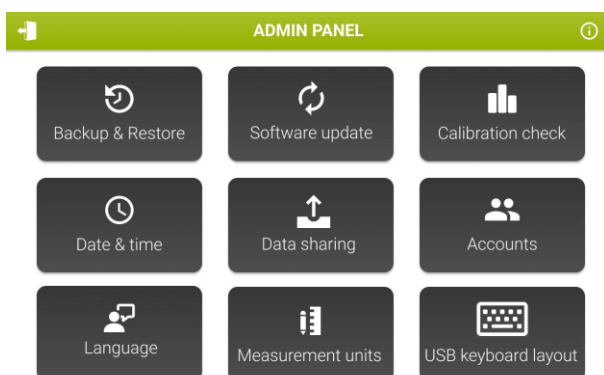 ADMIN PANEL
Backup & Restore
Software update
Calibration check
Date & time
Data sharing
Accounts
Language
Measurement units
USB keyboard layout